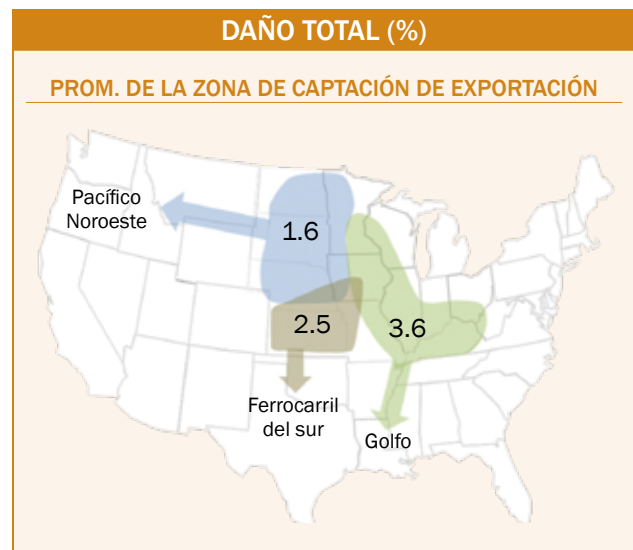 DAÑO TOTAL (%)
PROM. DE LA ZONA DE CAPTACIÓN DE EXPORTACIÓN
Pacífico
Noroeste
1.6
2.5
3.6
Ferrocarril
del sur
Golfo